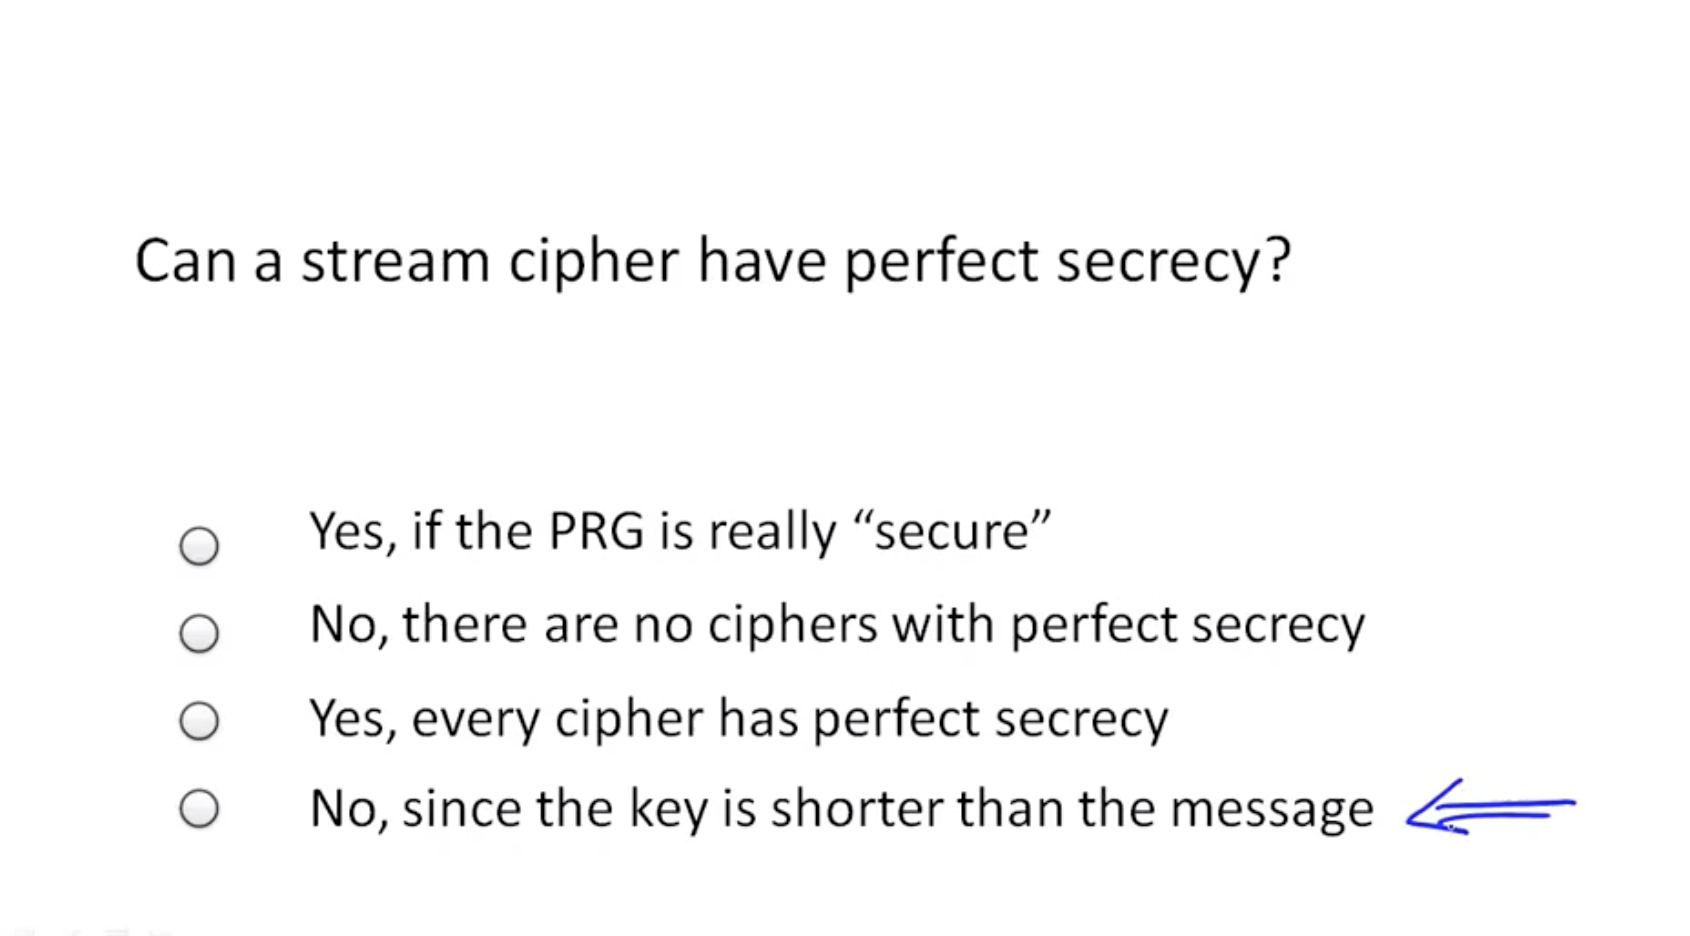 Can a stream cipher have perfect secrecy?
Yes, if the PRG is really “secure”
No, there are no ciphers with perfect secrecy
Yes, every cipher has perfect secrecy
No, since the key is shorter than the message